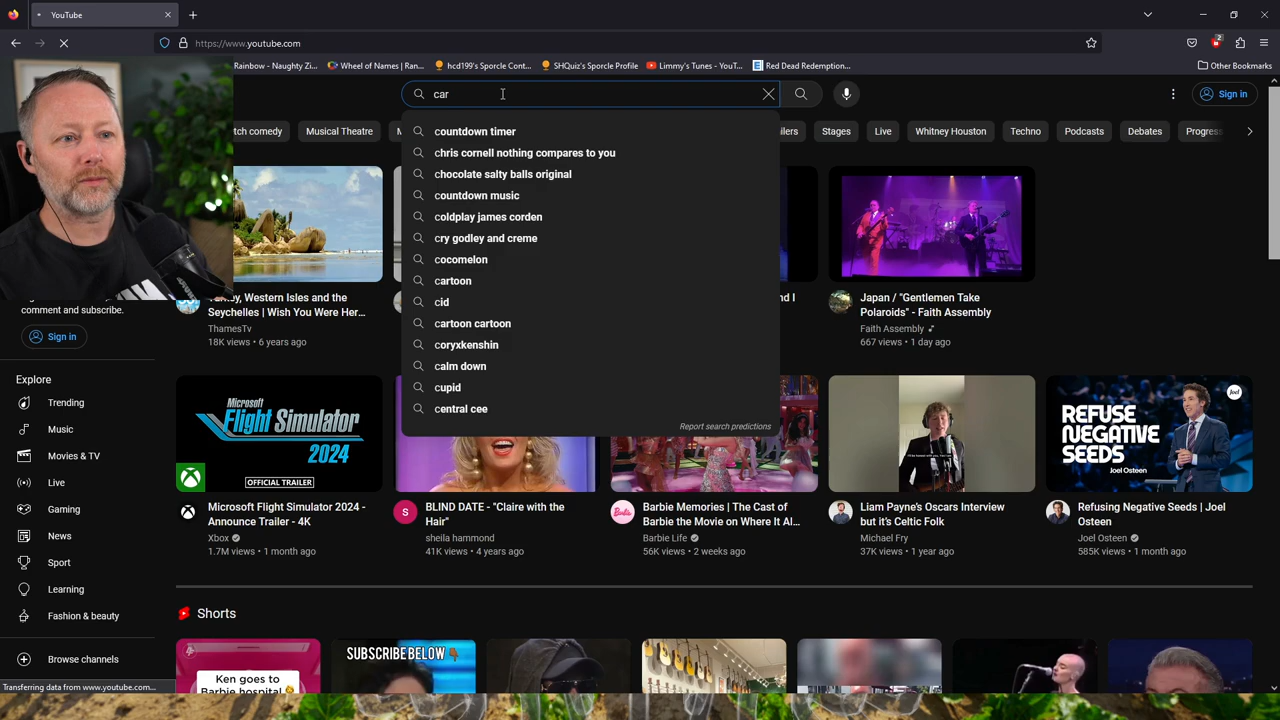 YouTube
2
https://www.youtube.com
Rainbow - Naughty Zi...
Wheel of Names | Ran...
hcd199's Sporcle Cont...
SHQuiz's Sporcle Profile
Limmy's Tunes - YouT...
Red Dead Redemption...
Other Bookmarks
car
Sign in
tch comedy
Musical Theatre
Stages
Live
Whitney Houston
Techno
Podcasts
Debates
Progress
countdown timer
chris cornell nothing compares to you
chocolate salty balls original
countdown music
coldplay james corden
cry godley and creme
cocomelon
cartoon
cid
cartoon cartoon
coryxkenshin
calm down
cupid
central cee
Report search predictions
comment and subscribe.
Sign in
Western Isles and the
Seychelles | Wish You Were Her...
ThamesTv
18K views • 6 years ago
Japan / "Gentlemen Take
Polaroids" - Faith Assembly
Faith Assembly
667 views • 1 day ago
Explore
Trending
Music
Movies & TV
Live
Gaming
News
Sport
Learning
Fashion & beauty
Browse channels
Microsoft
FLIGHT SIMULATOR
2024
OFFICIAL TRAILER
REFUSE
NEGATIVE
SEEDS
Joel Osteen
Joel
Microsoft Flight Simulator 2024 -
Announce Trailer - 4K
Xbox
1.7M views • 1 month ago
S
BLIND DATE - "Claire with the
Hair"
sheila hammond
41K views • 4 years ago
Barbie
Barbie Memories | The Cast of
Barbie the Movie on Where It Al...
Barbie Life
56K views • 2 weeks ago
Liam Payne's Oscars Interview
but it's Celtic Folk
Michael Fry
37K views • 1 year ago
Refusing Negative Seeds | Joel
Osteen
Joel Osteen
585K views • 1 month ago
Shorts
Ken goes to
Barbie hospital
SUBSCRIBE BELOW
Transferring data from www.youtube.com...